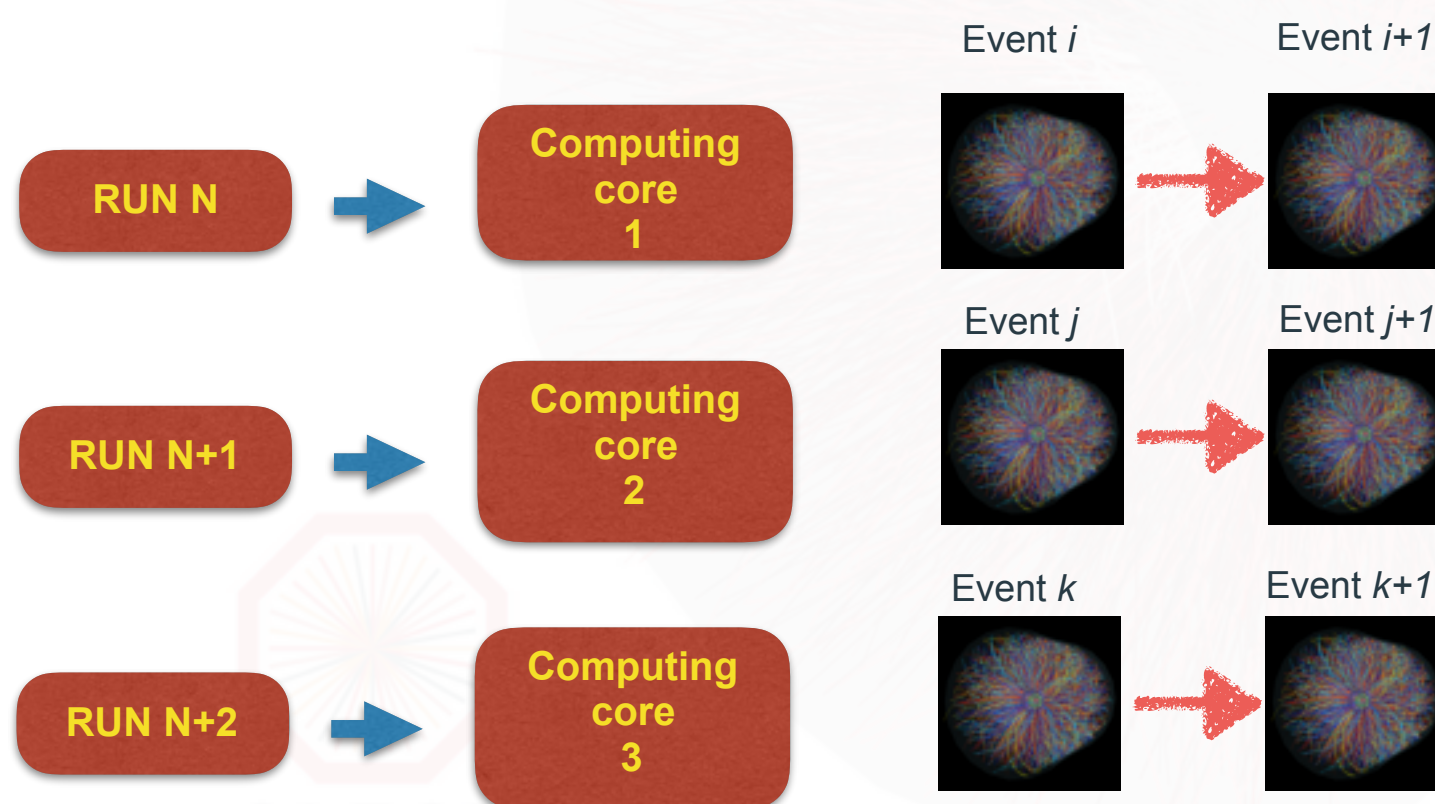 Event i
Event i+1
RUN N
Computing
core
1
Event j
Event j+1
RUN N+1
Computing
core
2
Event k
Event k+1
RUN N+2
Computing
core
3